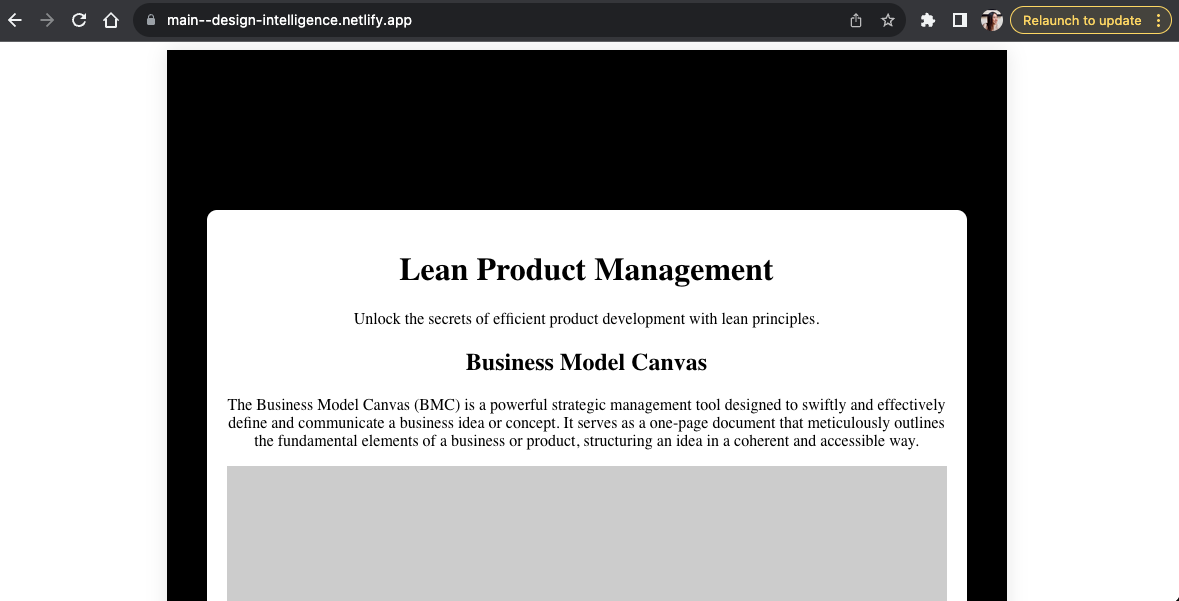 main--design-intelligence.netlify.app
Relaunch to update
Lean Product Management
Unlock the secrets of efficient product development with lean principles.
Business Model Canvas
The Business Model Canvas (BMC) is a powerful strategic management tool designed to swiftly and effectively
define and communicate a business idea or concept. It serves as a one-page document that meticulously outlines
the fundamental elements of a business or product, structuring an idea in a coherent and accessible way.